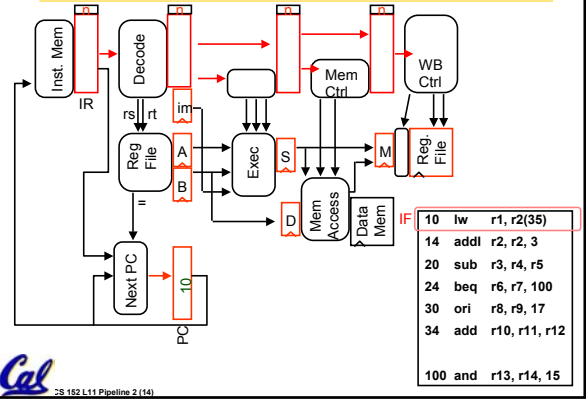 n
n
n
n
Inst. Mem
Decode
Mem
Ctrl
WB
Ctrl
IR
rs
rt
im
Reg
File
A
B
Exec
S
M
Reg.
File
=
D
Mem
Access
Data
Mem
Next PC
10
PC
IF
10 lw r1, r2(35)
14 addI r2, r2, 3
20 sub r3, r4, r5
24 beq r6, r7, 100
30 ori r8, r9, 17
34 add r10, r11, r12
100 and r13, r14, 15
Cal
CS 152 L11 Pipeline 2 (14)